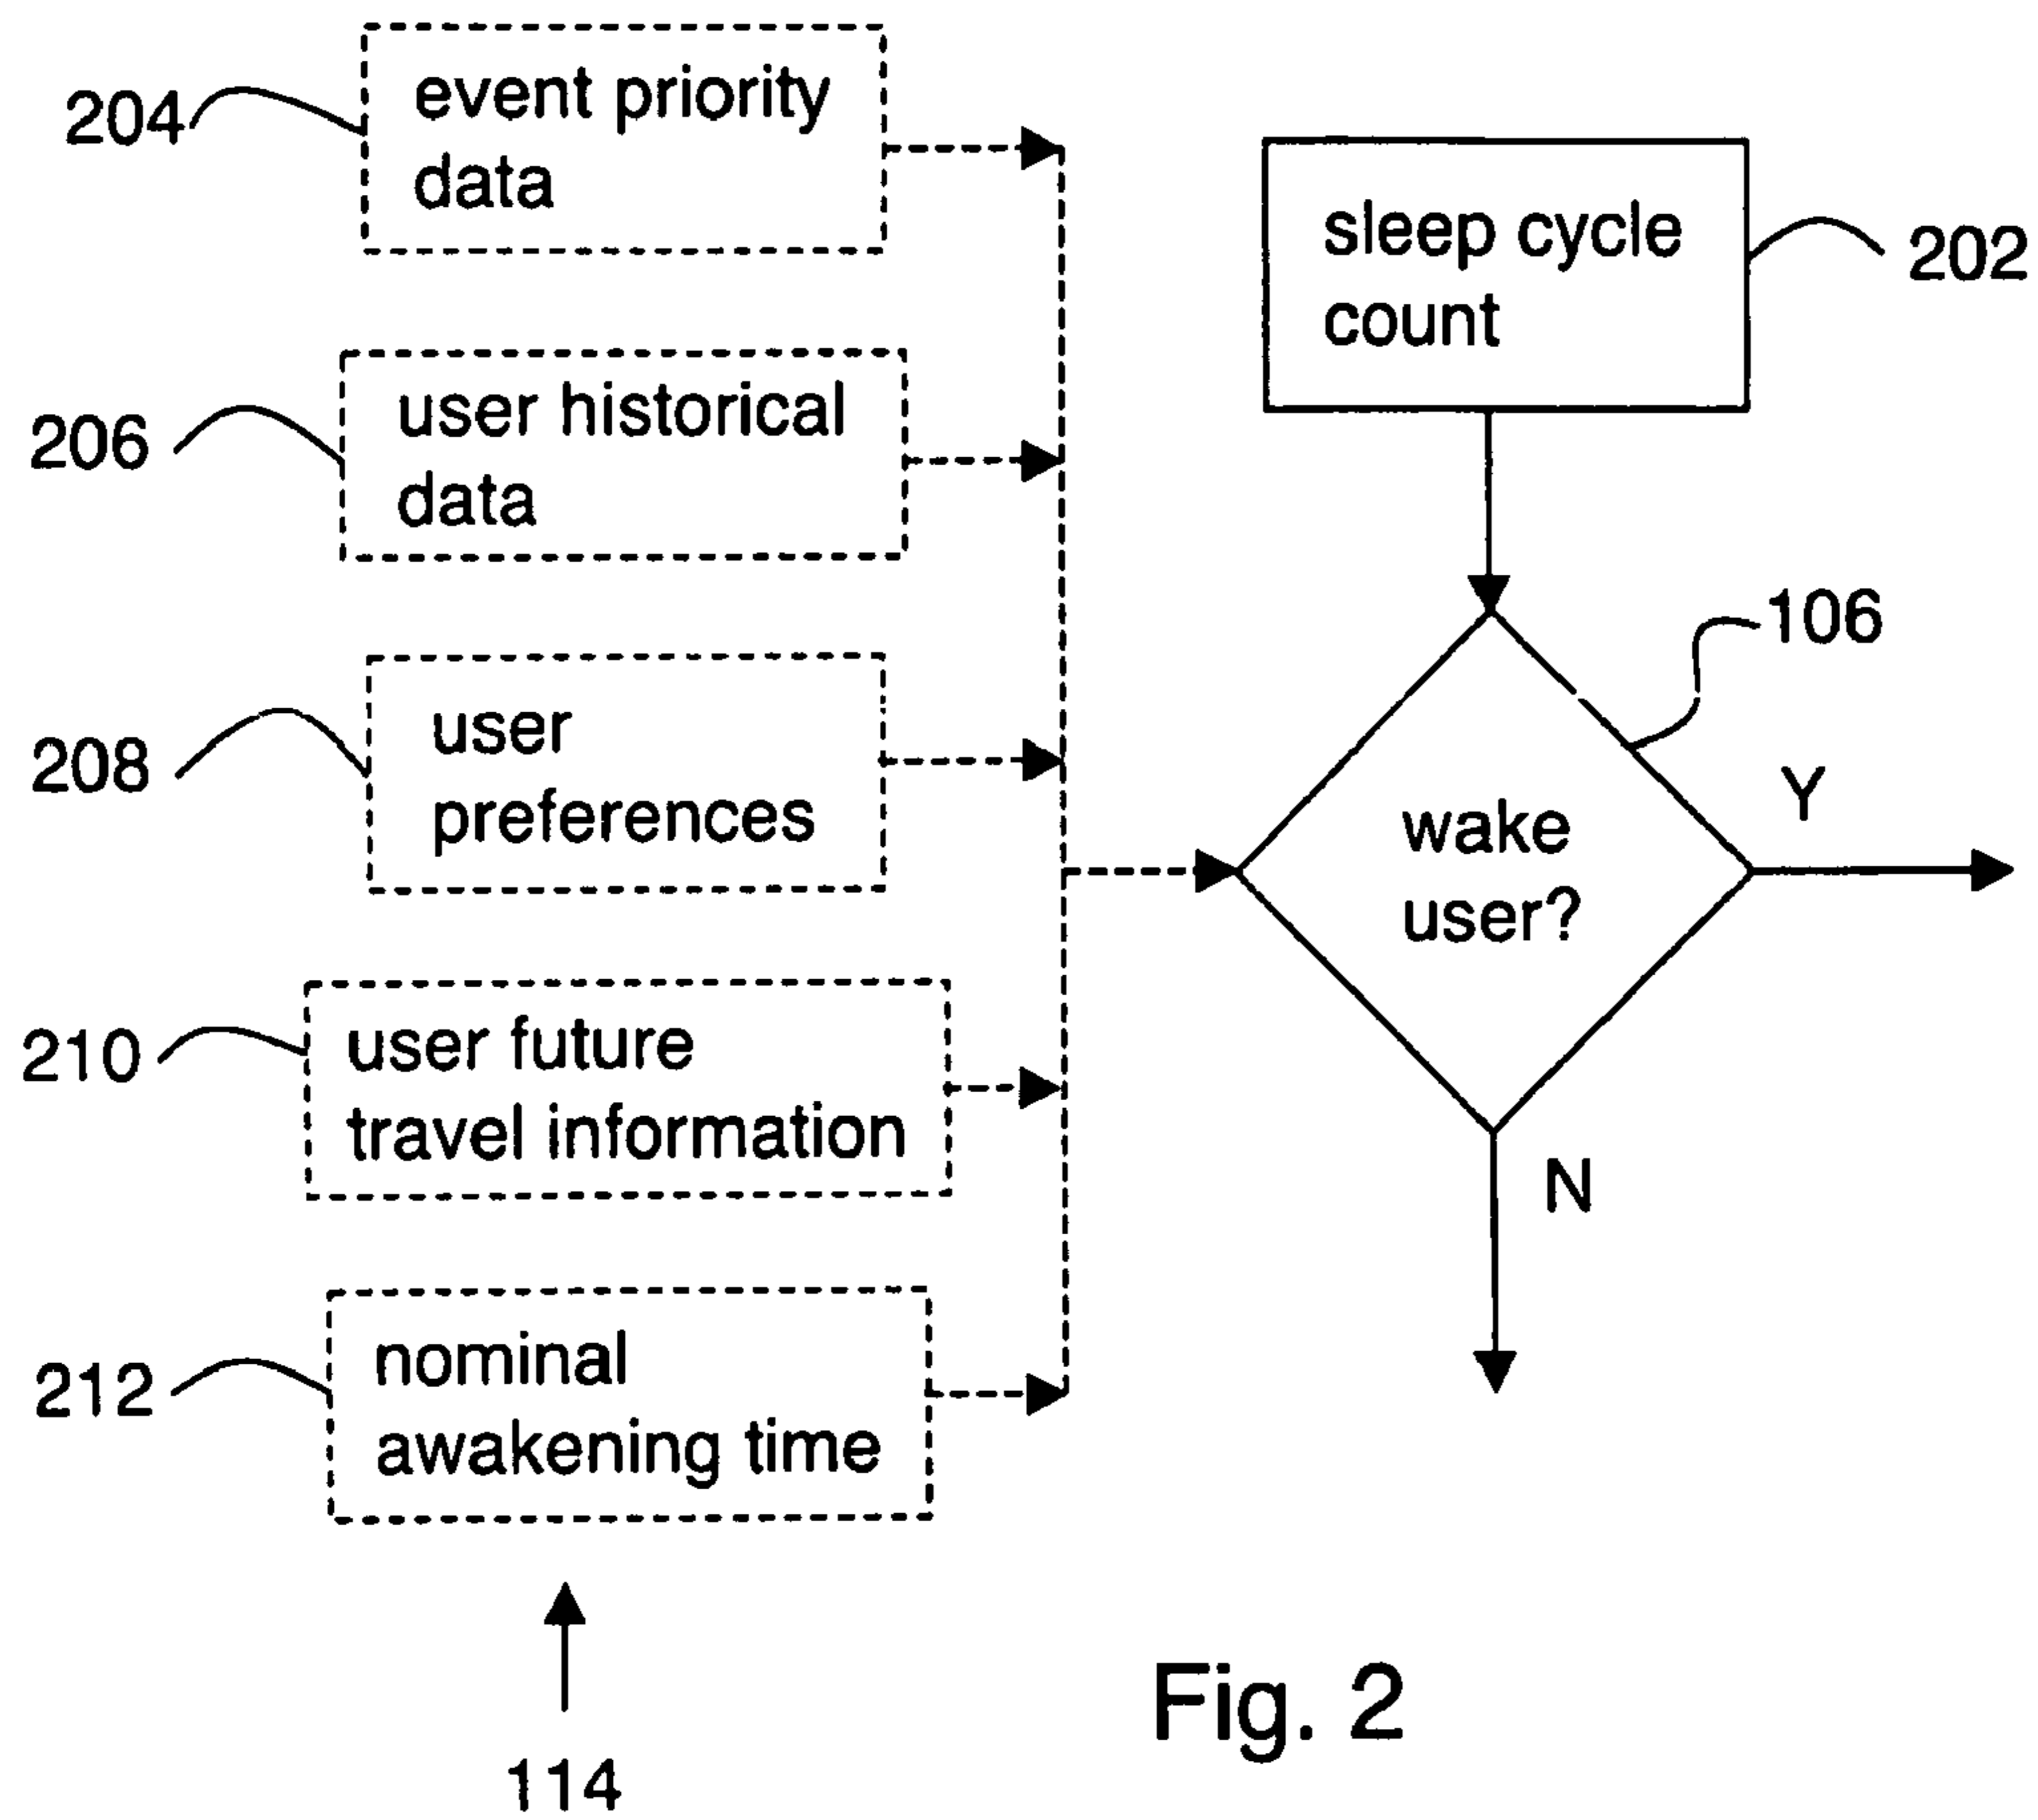 204
event priority
data
206
user historical
data
208
user
preferences
210
user future
travel information
212
nominal
awakening time
114
sleep cycle
count
202
106
wake
user?
Y
N
Fig. 2